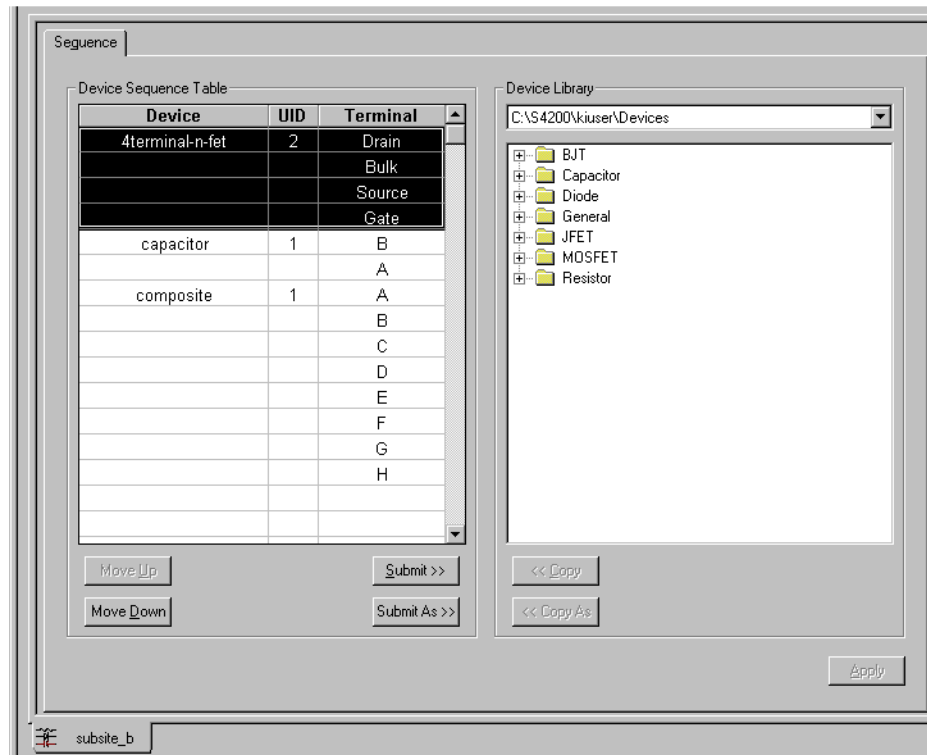 Sequence
Device Sequence Table
Device UID Terminal
4terminal-n-fet 2 Drain
Bulk
Source
Gate
capacitor 1 B
A
composite 1 A
B
C
D
E
F
G
H
Move Up
Submit >>
Move Down
Submit As >>
Device Library
C:\S4200\kiuser\Devices
BJT
Capacitor
Diode
General
JFET
MOSFET
Resistor
<< Copy
<< Copy As
Apply
subsite_b